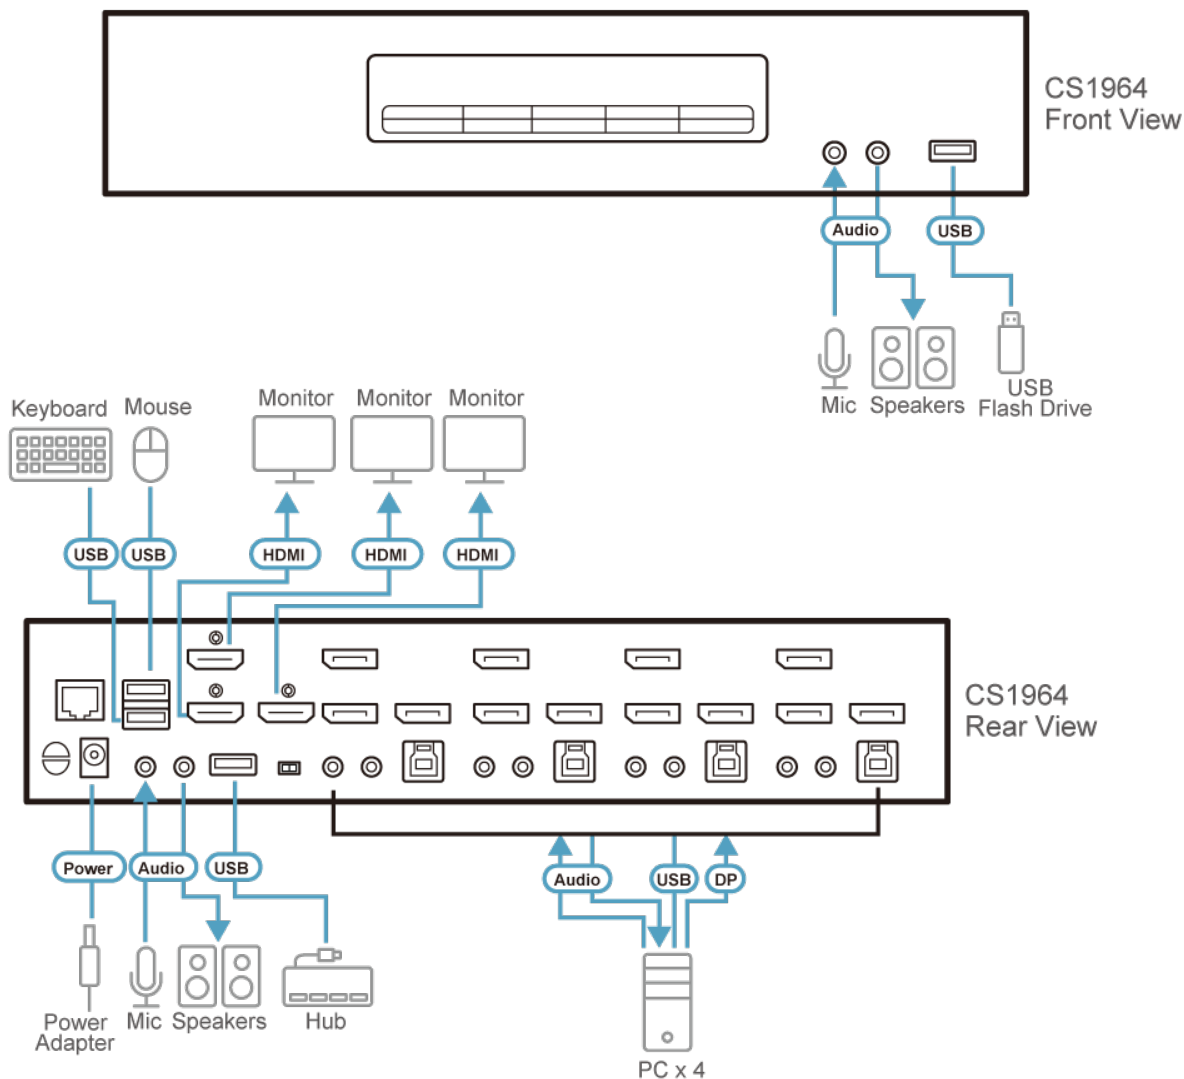 CS1964
Front View
Audio
USB
Mic
Speakers
USB
Flash Drive
Keyboard
Mouse
Monitor
Monitor
Monitor
USB
USB
HDMI
HDMI
HDMI
CS1964
Rear View
Power
Audio
USB
Audio
USB
DP
Power
Adapter
Mic
Speakers
Hub
PC x 4